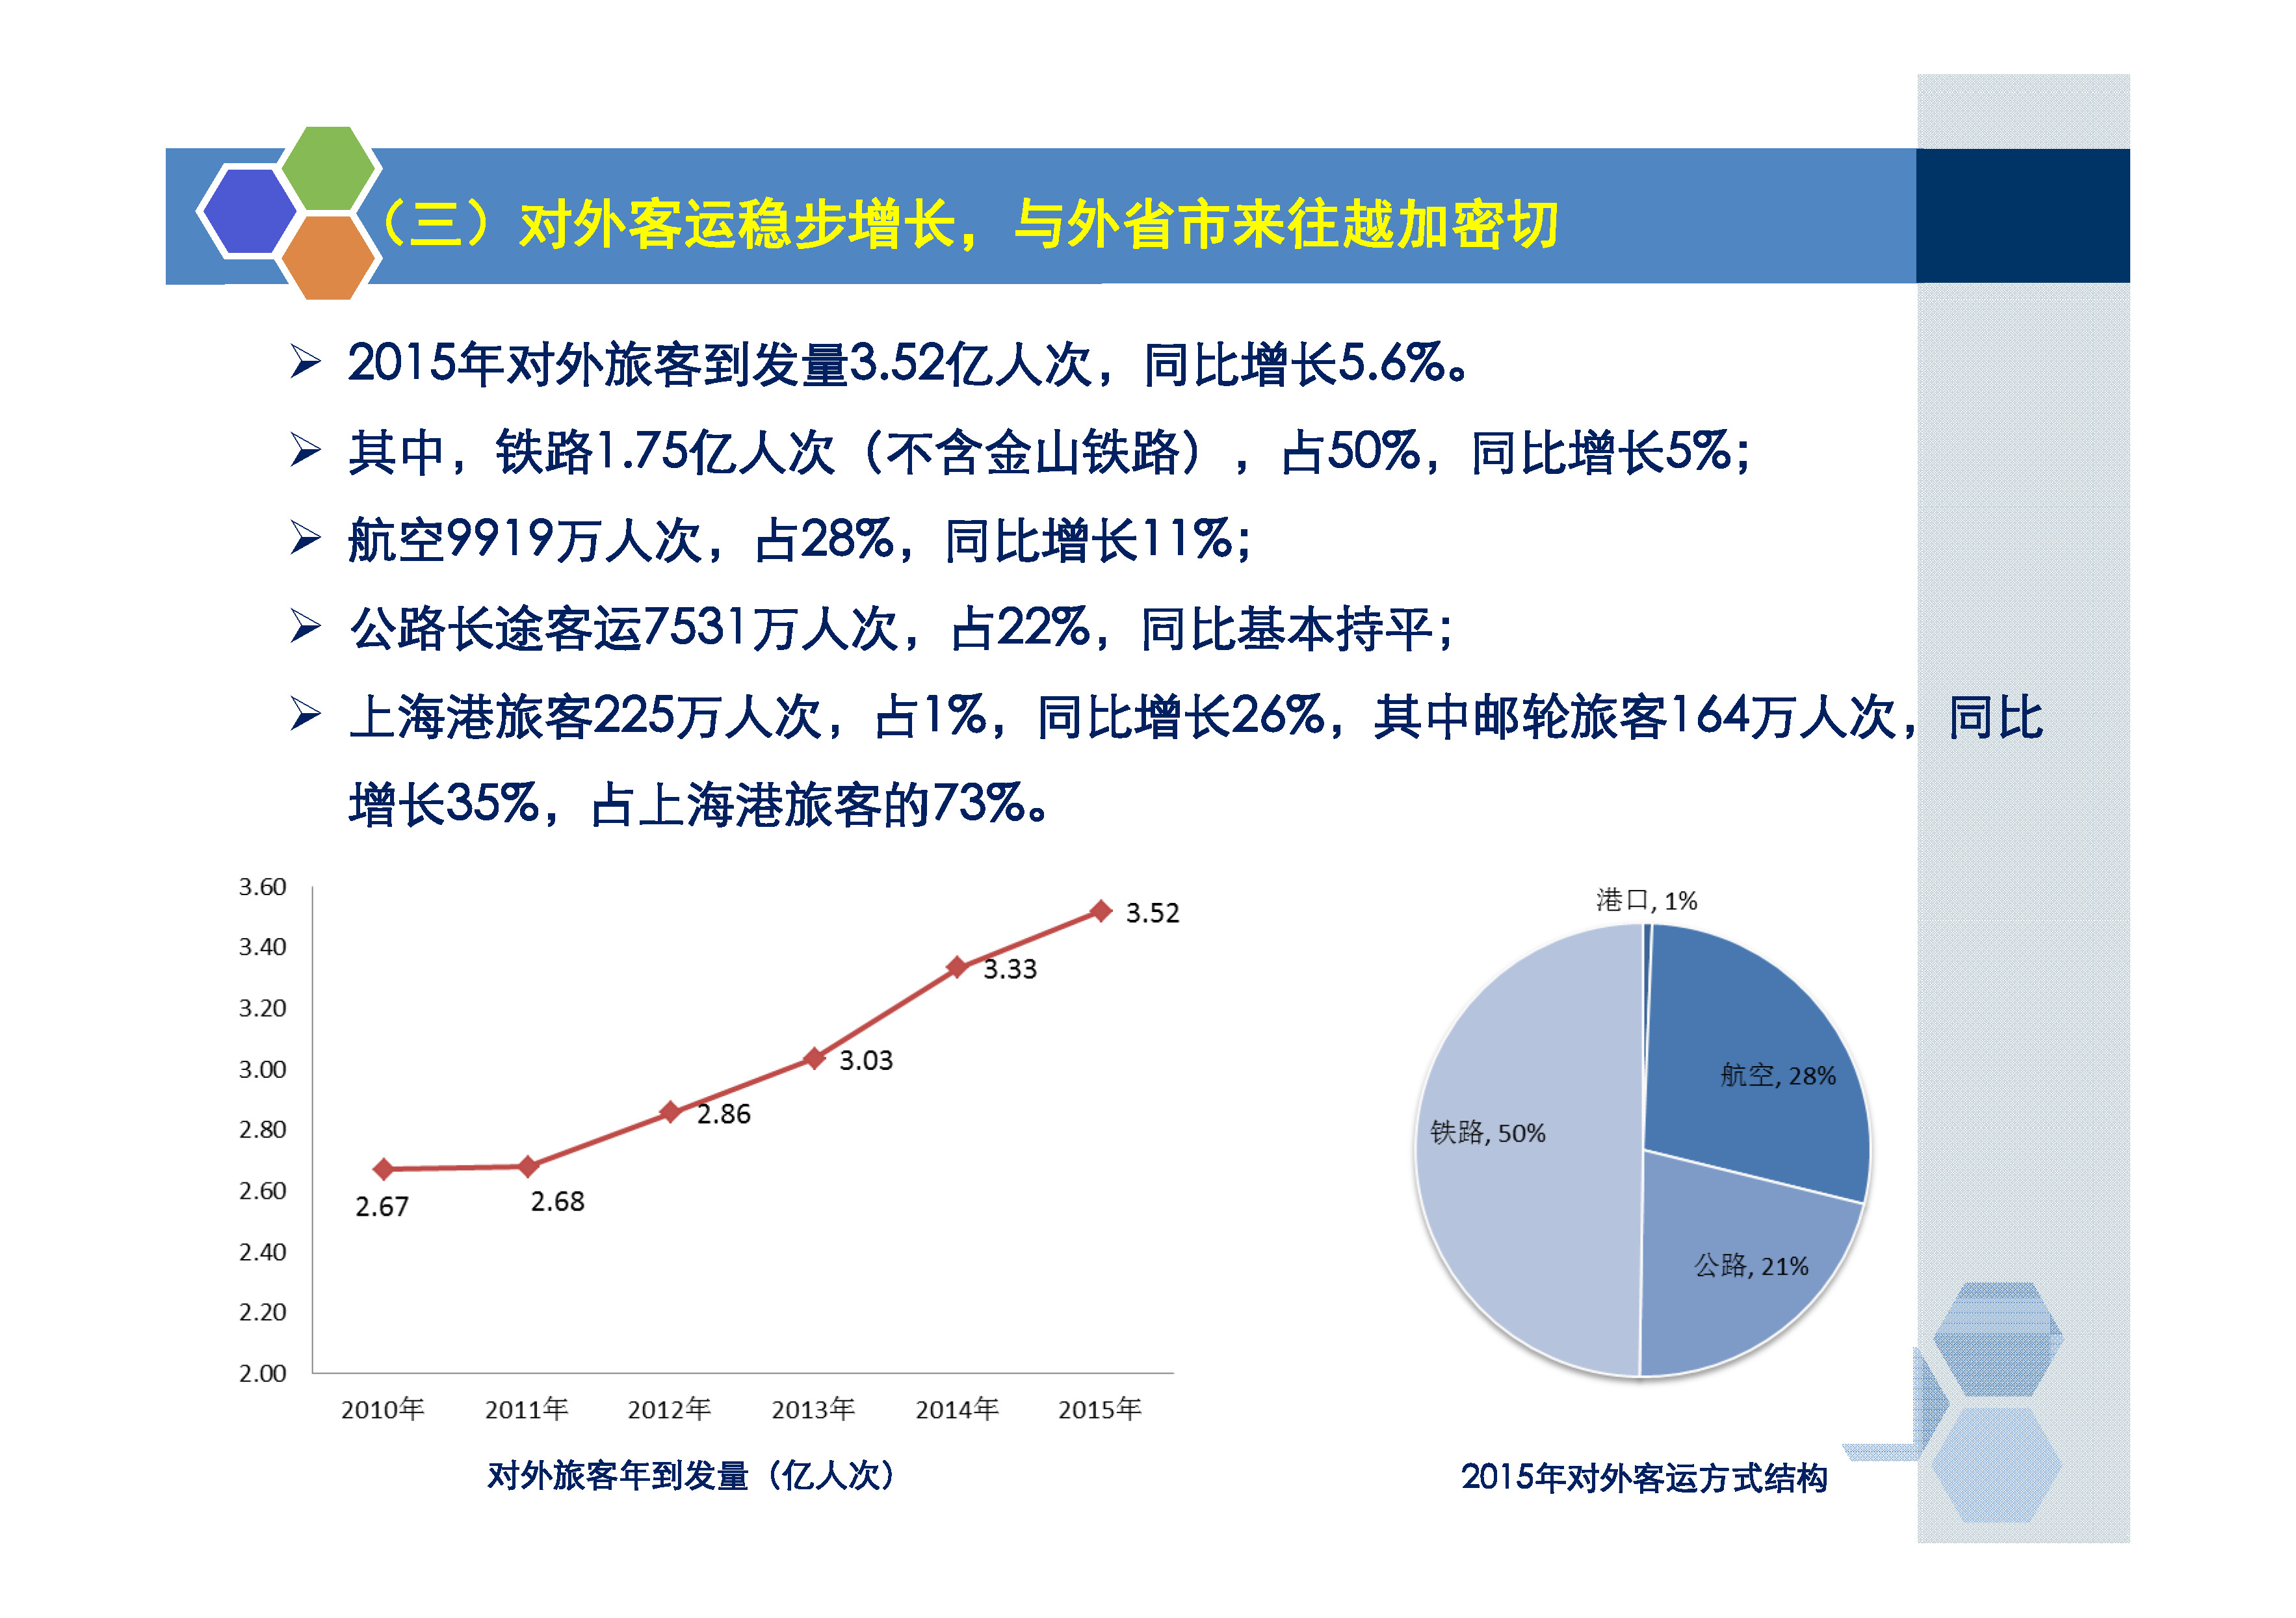 （三）对外客运稳步增长，与外省市来往越加密切
2015年对外旅客到发量3.52亿人次，同比增长5.6%。
其中，铁路1.75亿人次（不含金山铁路），占50%，同比增长5%；
航空9919万人次，占28%，同比增长11%；
公路长途客运7531万人次，占22%，同比基本持平；
上海港旅客225万人次，占1%，同比增长26%，其中邮轮旅客164万人次，同比
增长35%，占上海港旅客的73%。
3.60
3.40
3.20
3.00
2.80
2.60
2.40
2.20
2.00
2.67
2.68
2.86
3.03
3.33
3.52
2010年
2011年
2012年
2013年
2014年
2015年
对外旅客年到发量（亿人次）
港口, 1%
航空, 28%
铁路, 50%
公路, 21%
2015年对外客运方式结构